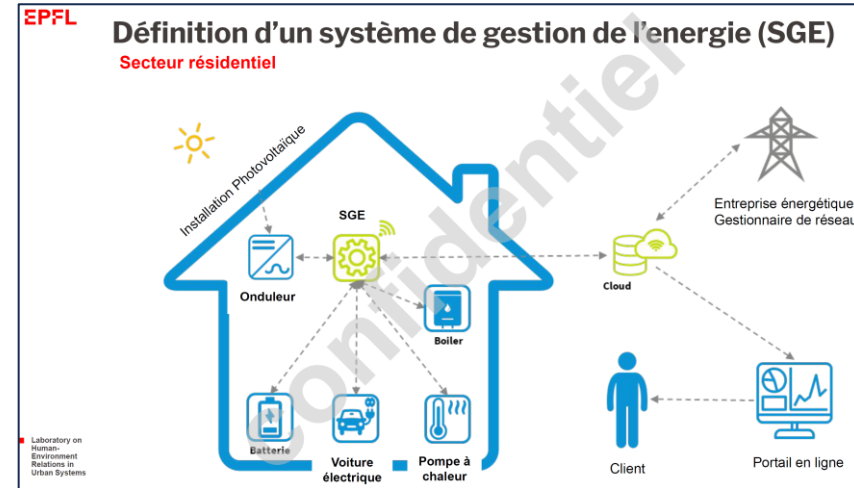 EPFL
Définition d'un système de gestion de l'energie (SGE)
Secteur résidentiel
Installation Photovoltaïque
SGE
Entreprise énergétique
Gestionnaire de réseau
Onduleur
Cloud
Boiler
confidentiel
Batterie
Voiture
électrique
Pompe à
chaleur
Client
Portail en ligne
Laboratory on
Human-
Environment
Relations in
Urban Systems